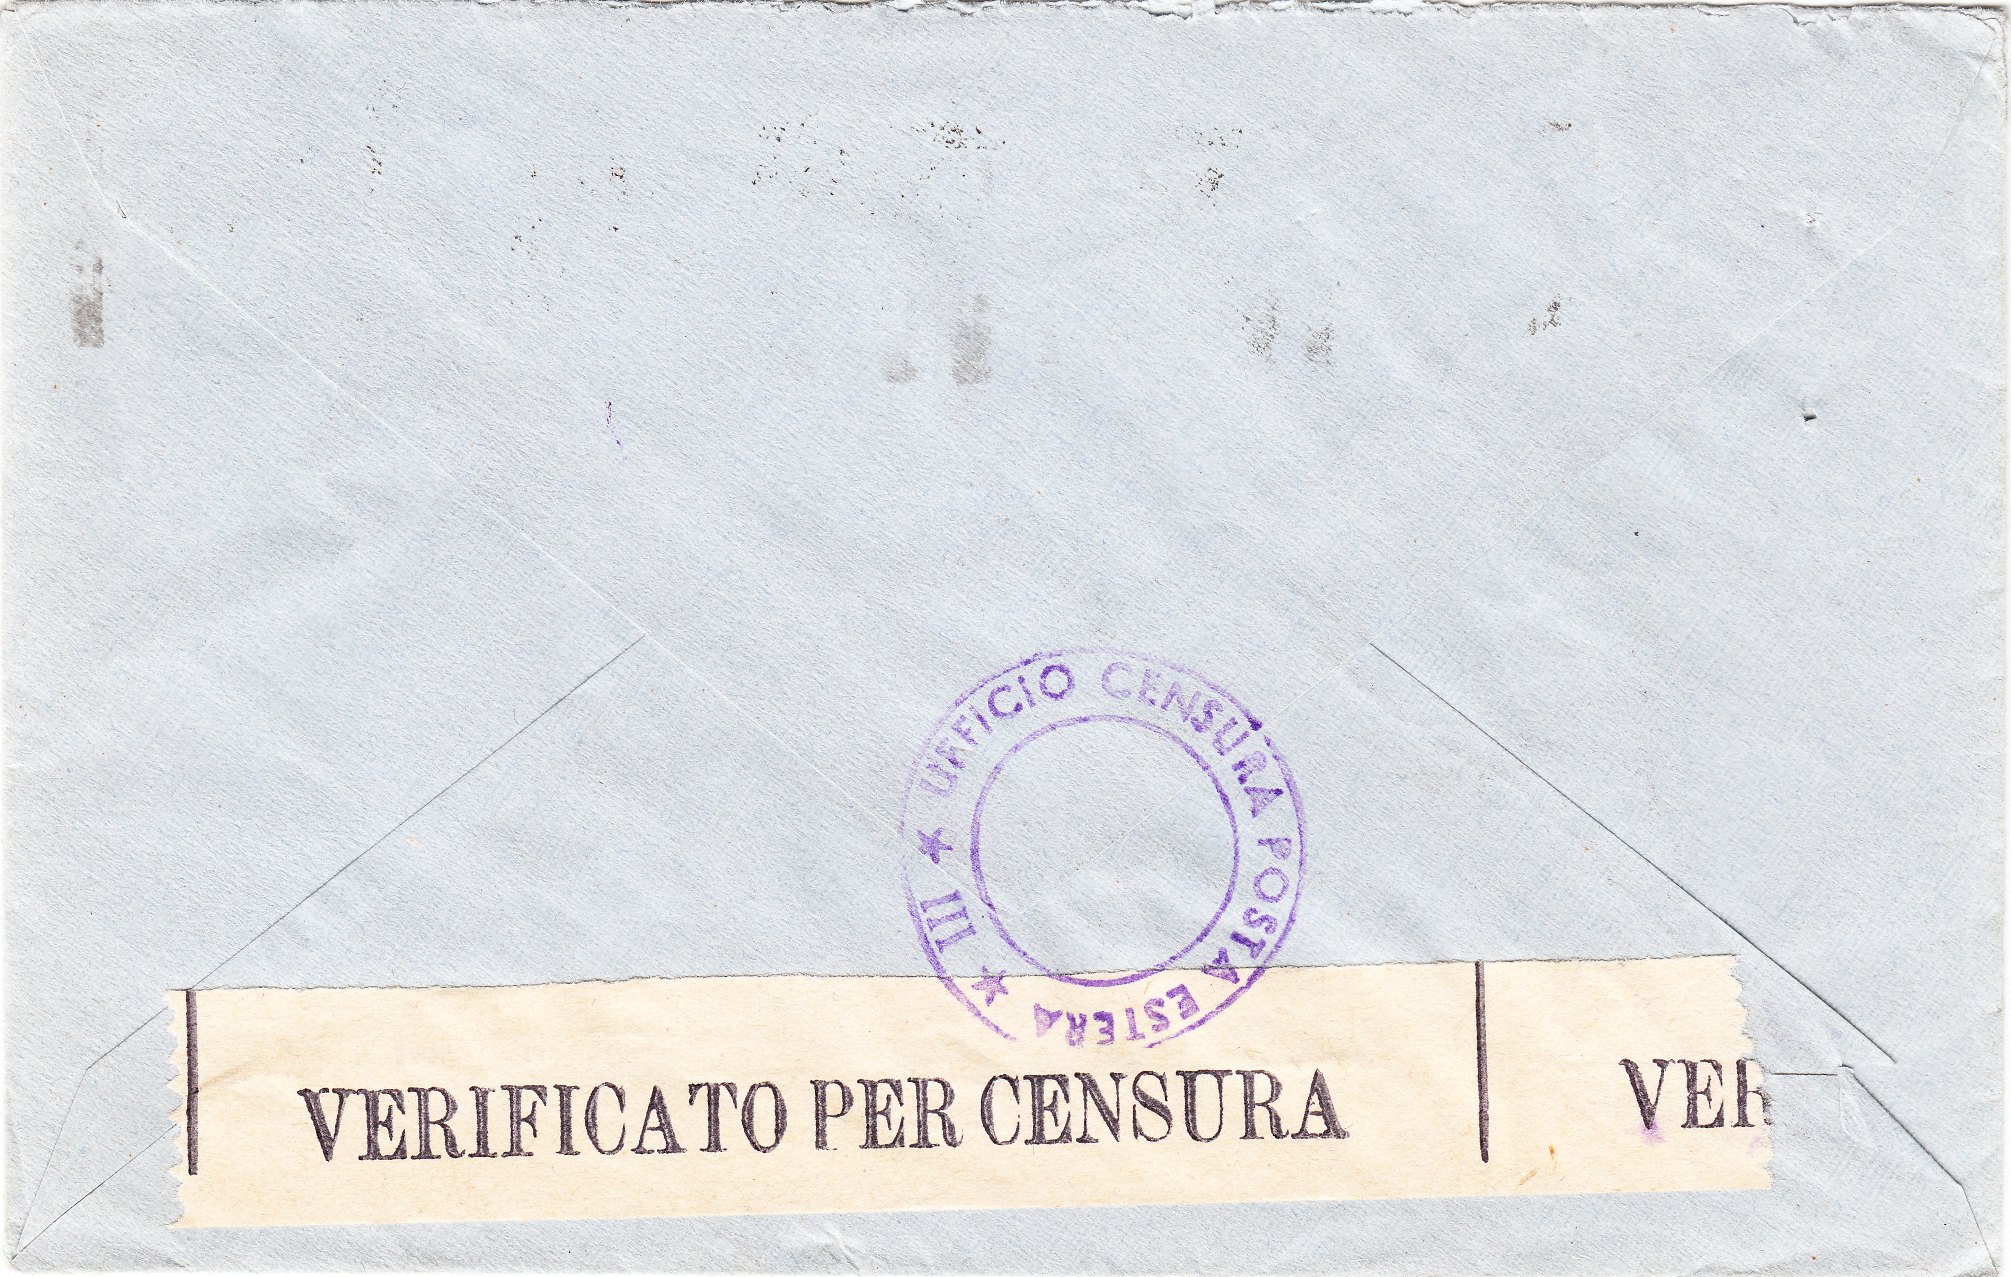 ★ UFFICIO CENSURA POSTA ESTERA ★ III
VERIFICATO PER CENSURA
VER